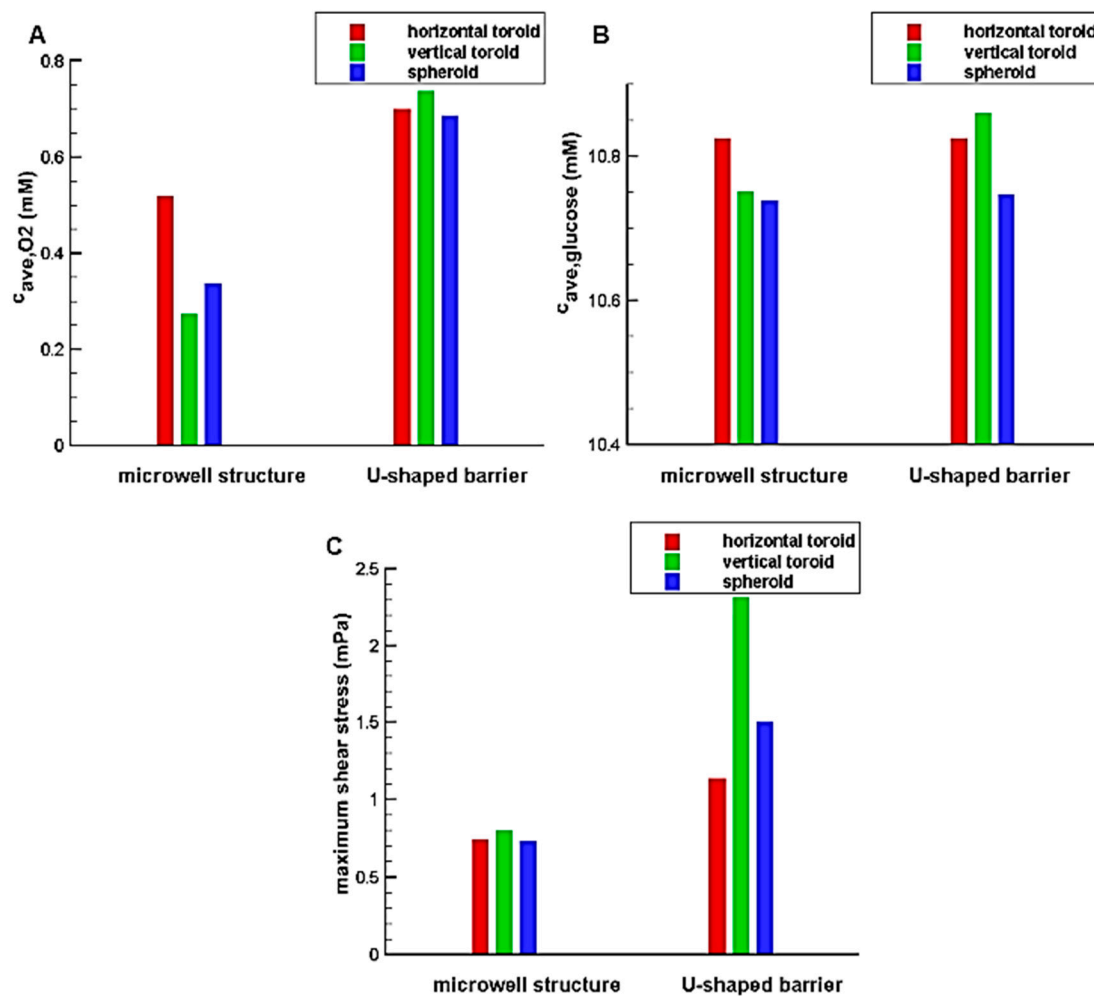 A
horizontal toroid
vertical toroid
spheroid
0.8
0.6
0.4
0.2
0
c_ave,O2 (mM)
microwell structure
U-shaped barrier
B
horizontal toroid
vertical toroid
spheroid
10.8
10.6
10.4
c_ave,glucose (mM)
microwell structure
U-shaped barrier
C
horizontal toroid
vertical toroid
spheroid
2.5
2
1.5
1
0.5
0
maximum shear stress (mPa)
microwell structure
U-shaped barrier